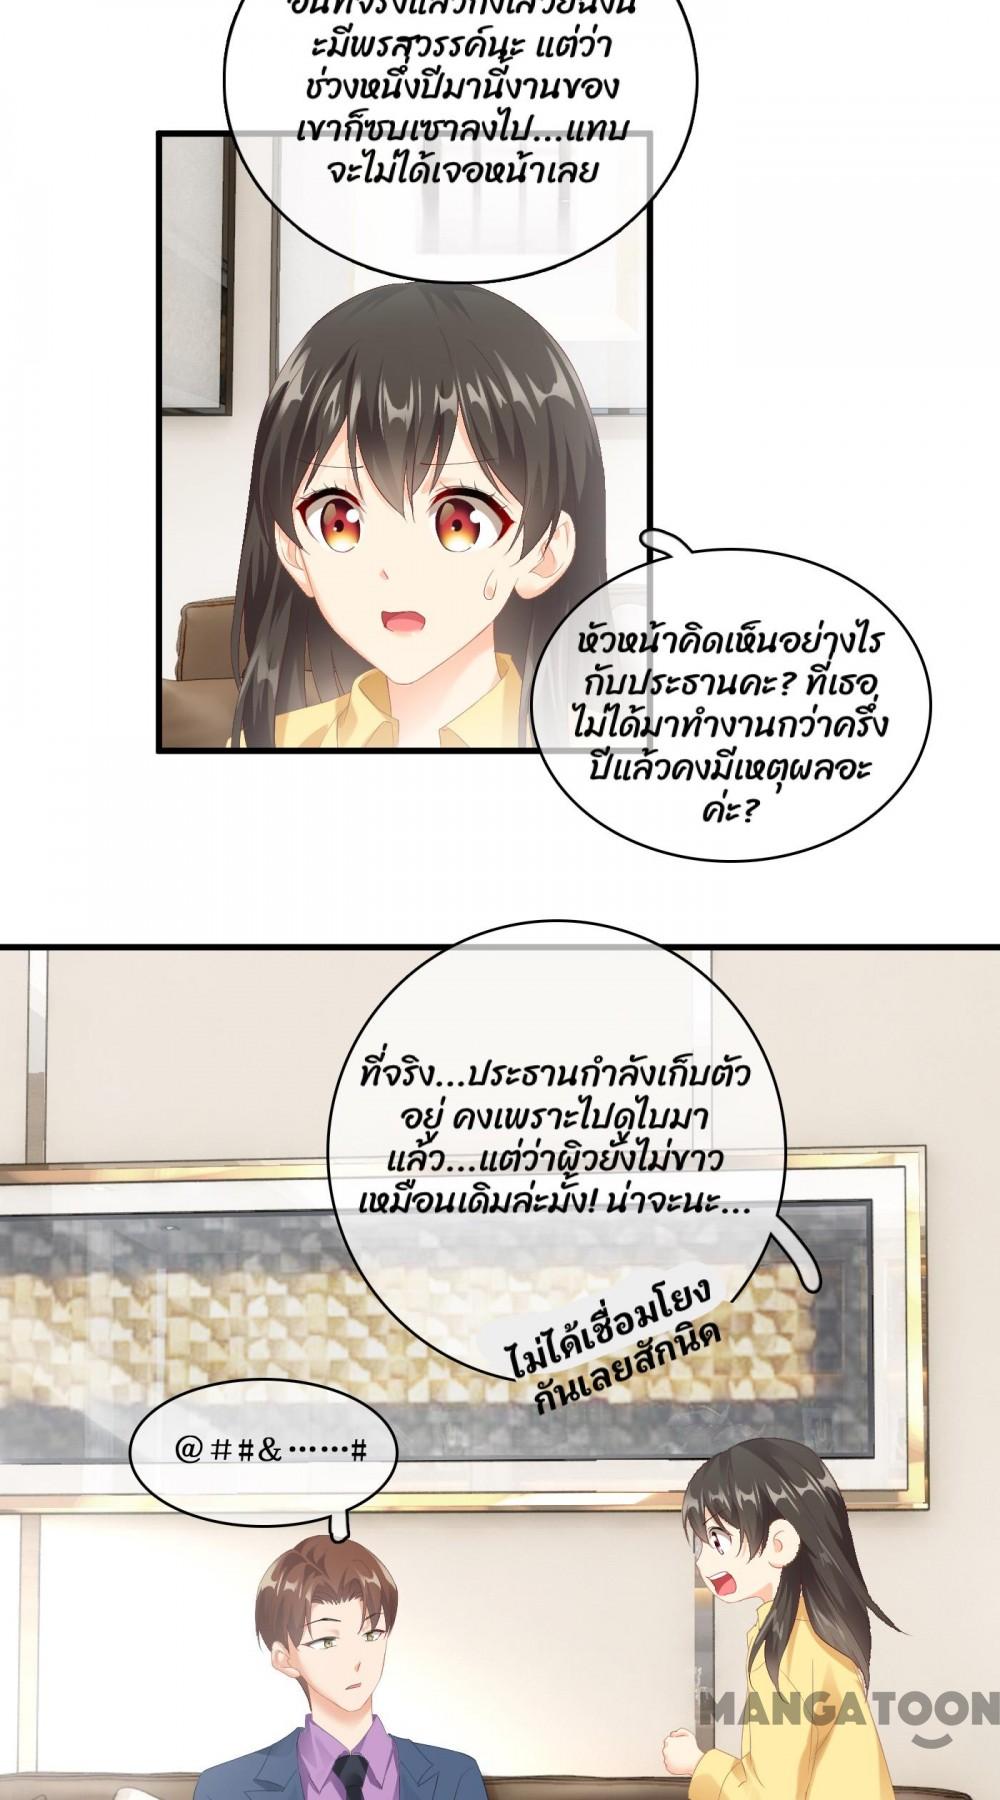 ะมีพรสวรรค์นะ แต่ว่า
ช่วงหนึ่งปีมานี้งานของ
เขาก็ซบเซาลงไป...แทบ
จะไม่ได้เจอหน้าเลย
หัวหน้าคิดเห็นอย่างไร
กับประธานคะ? ที่เธอ
ไม่ได้มาทำงานกว่าครึ่ง
ปีแล้วคงมีเหตุผลอะ
ค่ะ?
ที่จริง...ประธานกำลังเก็บตัว
อยู่ คงเพราะไปดูไบมา
แล้ว...แต่ว่าผิวยังไม่ขาว
เหมือนเดิมล่ะมั้ง! น่าจะนะ...
ไม่ได้เชื่อมโยง
กันเลยสักนิด
@##&⋯⋯#
MANGATOON